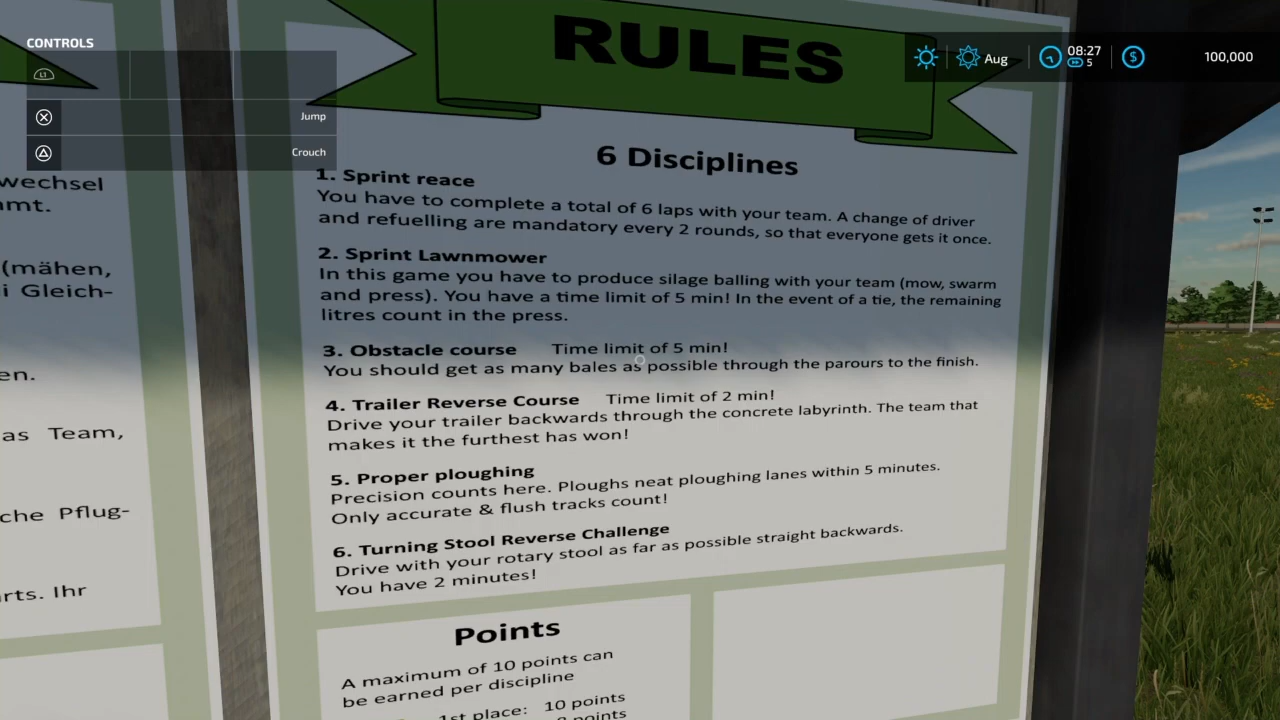 CONTROLS
L1
Jump
Crouch
Aug
08:27
5
100,000
wechsel
mt.
(mähen,
i Gleich-
en.
as Team,
che Pflug-
rts. Ihr
RULES
6 Disciplines
1. Sprint reace
You have to complete a total of 6 laps with your team. A change of driver
and refuelling are mandatory every 2 rounds, so that everyone gets it once.
2. Sprint Lawnmower
In this game you have to produce silage balling with your team (mow, swarm
and press). You have a time limit of 5 min! In the event of a tie, the remaining
litres count in the press.
3. Obstacle course Time limit of 5 min!
You should get as many bales as possible through the parours to the finish.
4. Trailer Reverse Course Time limit of 2 min!
Drive your trailer backwards through the concrete labyrinth. The team that
makes it the furthest has won!
5. Proper ploughing
Precision counts here. Ploughs neat ploughing lanes within 5 minutes.
Only accurate & flush tracks count!
6. Turning Stool Reverse Challenge
Drive with your rotary stool as far as possible straight backwards.
You have 2 minutes!
Points
A maximum of 10 points can
be earned per discipline
1st place: 10 points
points